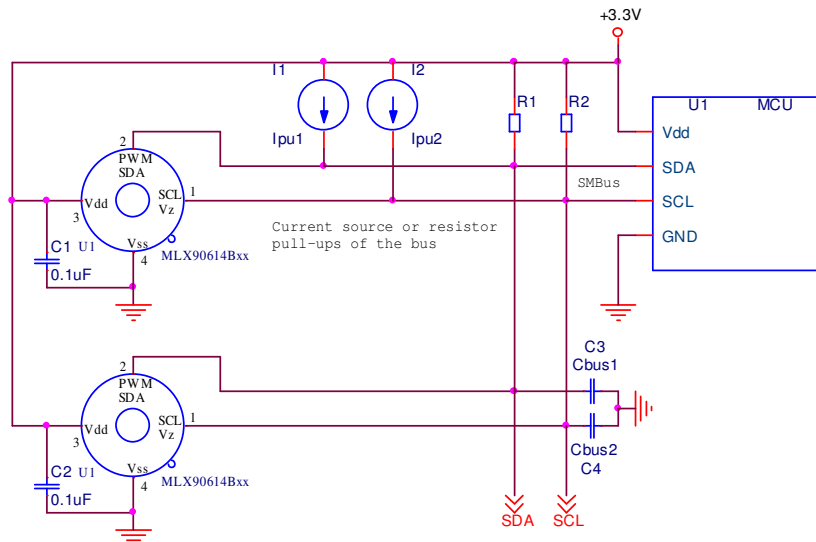 +3.3V
I1
I2
R1
R2
U1
MCU
Ipu1
Ipu2
Vdd
SDA
SCL
GND
SMBus
2
PWM
SDA
SCL
Vz
1
Vdd
3
Vss
4
C1
U1
MLX90614Bxx
0.1uF
Current source or resistor
pull-ups of the bus
C3
Cbus1
2
PWM
SDA
SCL
Vz
1
Vdd
3
Vss
4
Cbus2
C4
C2
U1
MLX90614Bxx
0.1uF
SDA
SCL